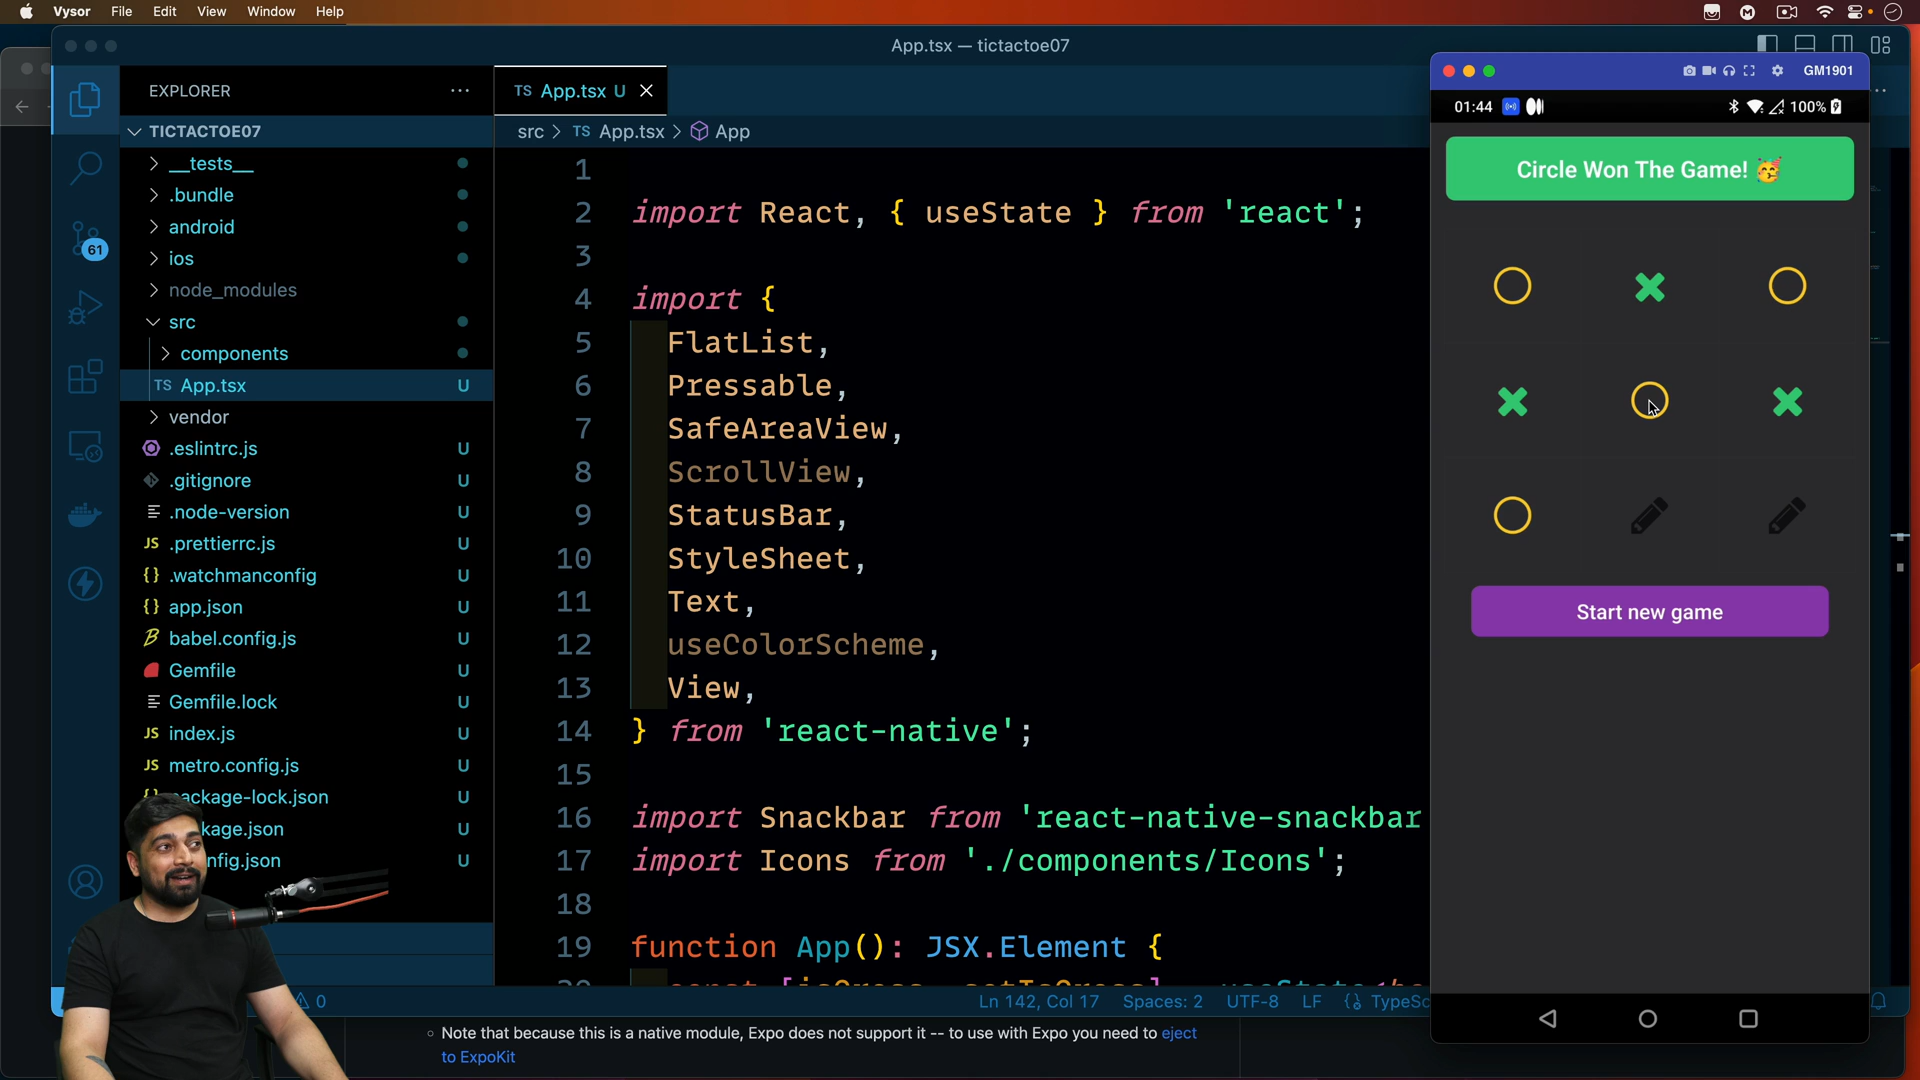 Vysor File Edit View Window Help
App.tsx — tictactoe07
EXPLORER
TICTACTOE07
__tests__
.bundle
android
ios
node_modules
src
components
TS App.tsx U
vendor
.eslintrc.js U
.gitignore U
.node-version U
JS .prettierrc.js U
{} .watchmanconfig U
{} app.json U
babel.config.js U
Gemfile U
Gemfile.lock U
JS index.js U
JS metro.config.js U
package-lock.json U
kage.json U
nfig.json U
61
0
TS App.tsx U
src > TS App.tsx > App
1
2 import React, { useState } from 'react';
3
4 import {
5 FlatList,
6 Pressable,
7 SafeAreaView,
8 ScrollView,
9 StatusBar,
10 StyleSheet,
11 Text,
12 useColorScheme,
13 View,
14 } from 'react-native';
15
16 import Snackbar from 'react-native-snackbar
17 import Icons from './components/Icons';
18
19 function App(): JSX.Element {
Ln 142, Col 17 Spaces: 2 UTF-8 LF TypeSc
Note that because this is a native module, Expo does not support it -- to use with Expo you need to eject
to ExpoKit
GM1901
01:44 100%
Circle Won The Game! 🥳
Start new game